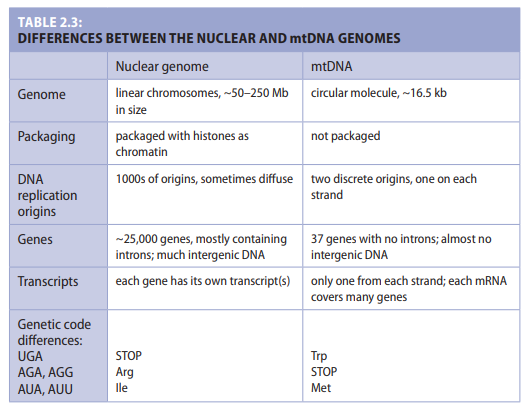 TABLE 2.3:
DIFFERENCES BETWEEN THE NUCLEAR AND mtDNA GENOMES
Nuclear genome mtDNA
Genome linear chromosomes, ~50–250 Mb circular molecule, ~16.5 kb
in size
Packaging packaged with histones as not packaged
chromatin
DNA 1000s of origins, sometimes diffuse two discrete origins, one on each
replication strand
origins
Genes ~25,000 genes, mostly containing 37 genes with no introns; almost no
introns; much intergenic DNA intergenic DNA
Transcripts each gene has its own transcript(s) only one from each strand; each mRNA
covers many genes
Genetic code
differences:
UGA STOP Trp
AGA, AGG Arg STOP
AUA, AUU Ile Met